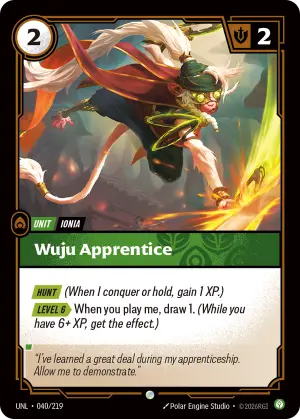 2
2
UNIT IONIA
Wuju Apprentice
HUNT (When I conquer or hold, gain 1 XP.)
LEVEL 6 When you play me, draw 1. (While you
have 6+ XP, get the effect.)
"I've learned a great deal during my apprenticeship.
Allow me to demonstrate."
UNL • 040/219 Polar Engine Studio ©2026RGI